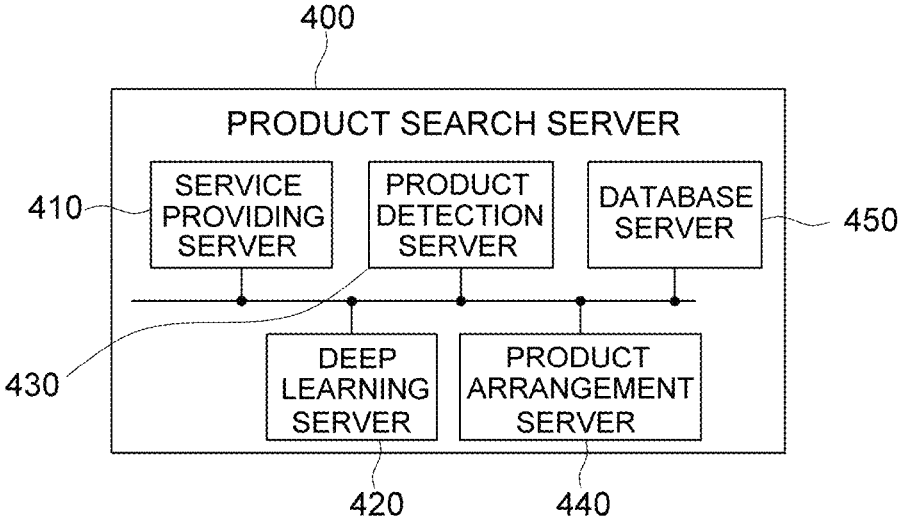 400
PRODUCT SEARCH SERVER
410
SERVICE
PROVIDING
SERVER
PRODUCT
DETECTION
SERVER
DATABASE
SERVER
450
430
DEEP
LEARNING
SERVER
PRODUCT
ARRANGEMENT
SERVER
420
440